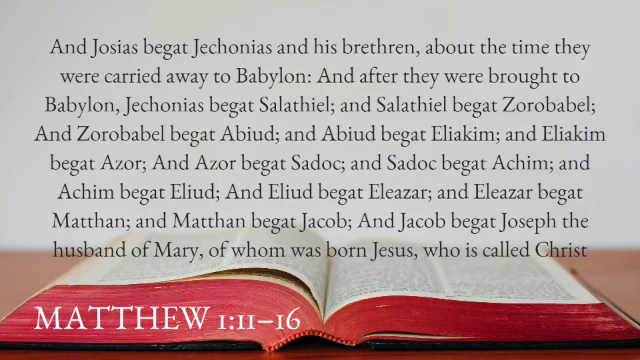 And Josias begat Jechonias and his brethren, about the time they
were carried away to Babylon: And after they were brought to
Babylon, Jechonias begat Salathiel; and Salathiel begat Zorobabel;
And Zorobabel begat Abiud; and Abiud begat Eliakim; and Eliakim
begat Azor; And Azor begat Sadoc; and Sadoc begat Achim; and
Achim begat Eliud; And Eliud begat Eleazar; and Eleazar begat
Matthan; and Matthan begat Jacob; And Jacob begat Joseph the
husband of Mary, of whom was born Jesus, who is called Christ
MATTHEW 1:11–16